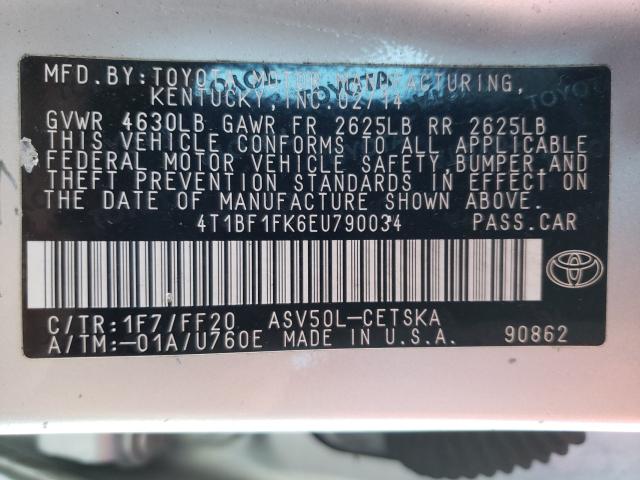 MFD.BY:TOYOTA MOTOR MANUFACTURING,
KENTUCKY, INC 02/14
GVWR 4630LB GAWR FR 2625LB RR 2625LB
THIS VEHICLE CONFORMS TO ALL APPLICABLE
FEDERAL MOTOR VEHICLE SAFETY,BUMPER,AND
THEFT PREVENTION STANDARDS IN EFFECT ON
THE DATE OF MANUFACTURE SHOWN ABOVE.
4T1BF1FK6EU790034 PASS.CAR
C/TR:1F7/FF20 ASV50L-CETSKA
A/TM:-01A/U760E MADE IN U.S.A. 90862